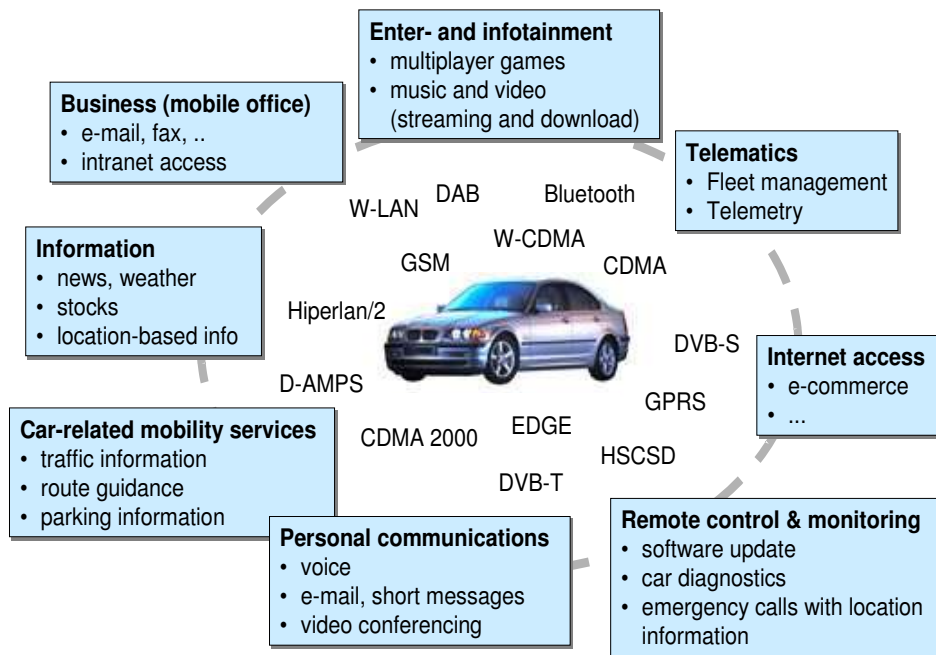 Enter- and infotainment
• multiplayer games
• music and video
(streaming and download)
Business (mobile office)
• e-mail, fax, ..
• intranet access
Telematics
• Fleet management
• Telemetry
Information
• news, weather
• stocks
• location-based info
W-LAN
DAB
Bluetooth
W-CDMA
GSM
CDMA
Hiperlan/2
DVB-S
D-AMPS
GPRS
EDGE
CDMA 2000
HSCSD
DVB-T
Internet access
• e-commerce
• ...
Car-related mobility services
• traffic information
• route guidance
• parking information
Personal communications
• voice
• e-mail, short messages
• video conferencing
Remote control & monitoring
• software update
• car diagnostics
• emergency calls with location
information